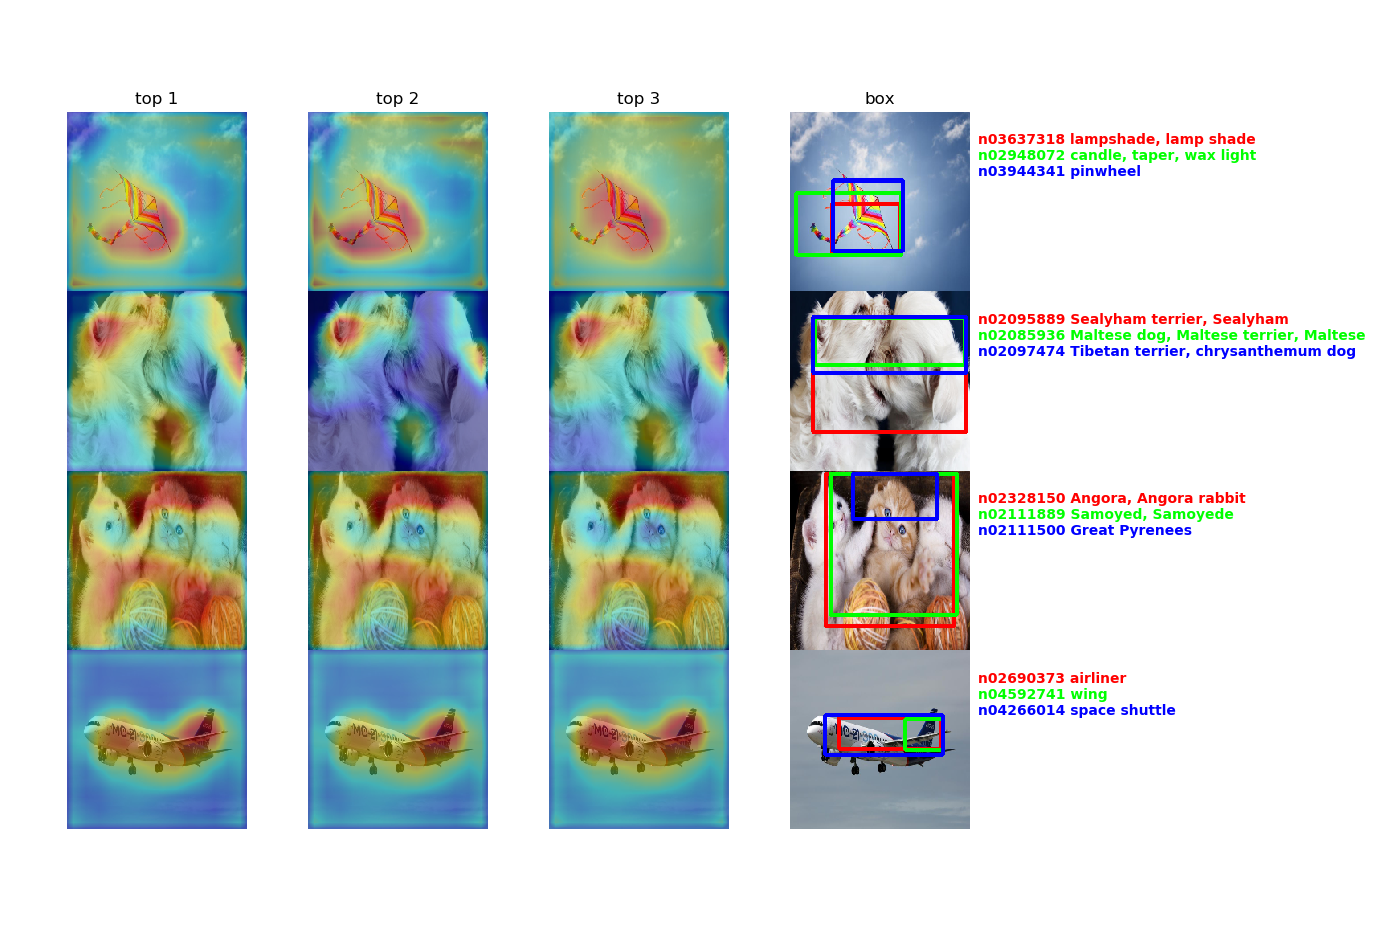 top 1
top 2
top 3
box
n03637318 lampshade, lamp shade
n02948072 candle, taper, wax light
n03944341 pinwheel
n02095889 Sealyham terrier, Sealyham
n02085936 Maltese dog, Maltese terrier, Maltese
n02097474 Tibetan terrier, chrysanthemum dog
n02328150 Angora, Angora rabbit
n02111889 Samoyed, Samoyede
n02111500 Great Pyrenees
n02690373 airliner
n04592741 wing
n04266014 space shuttle